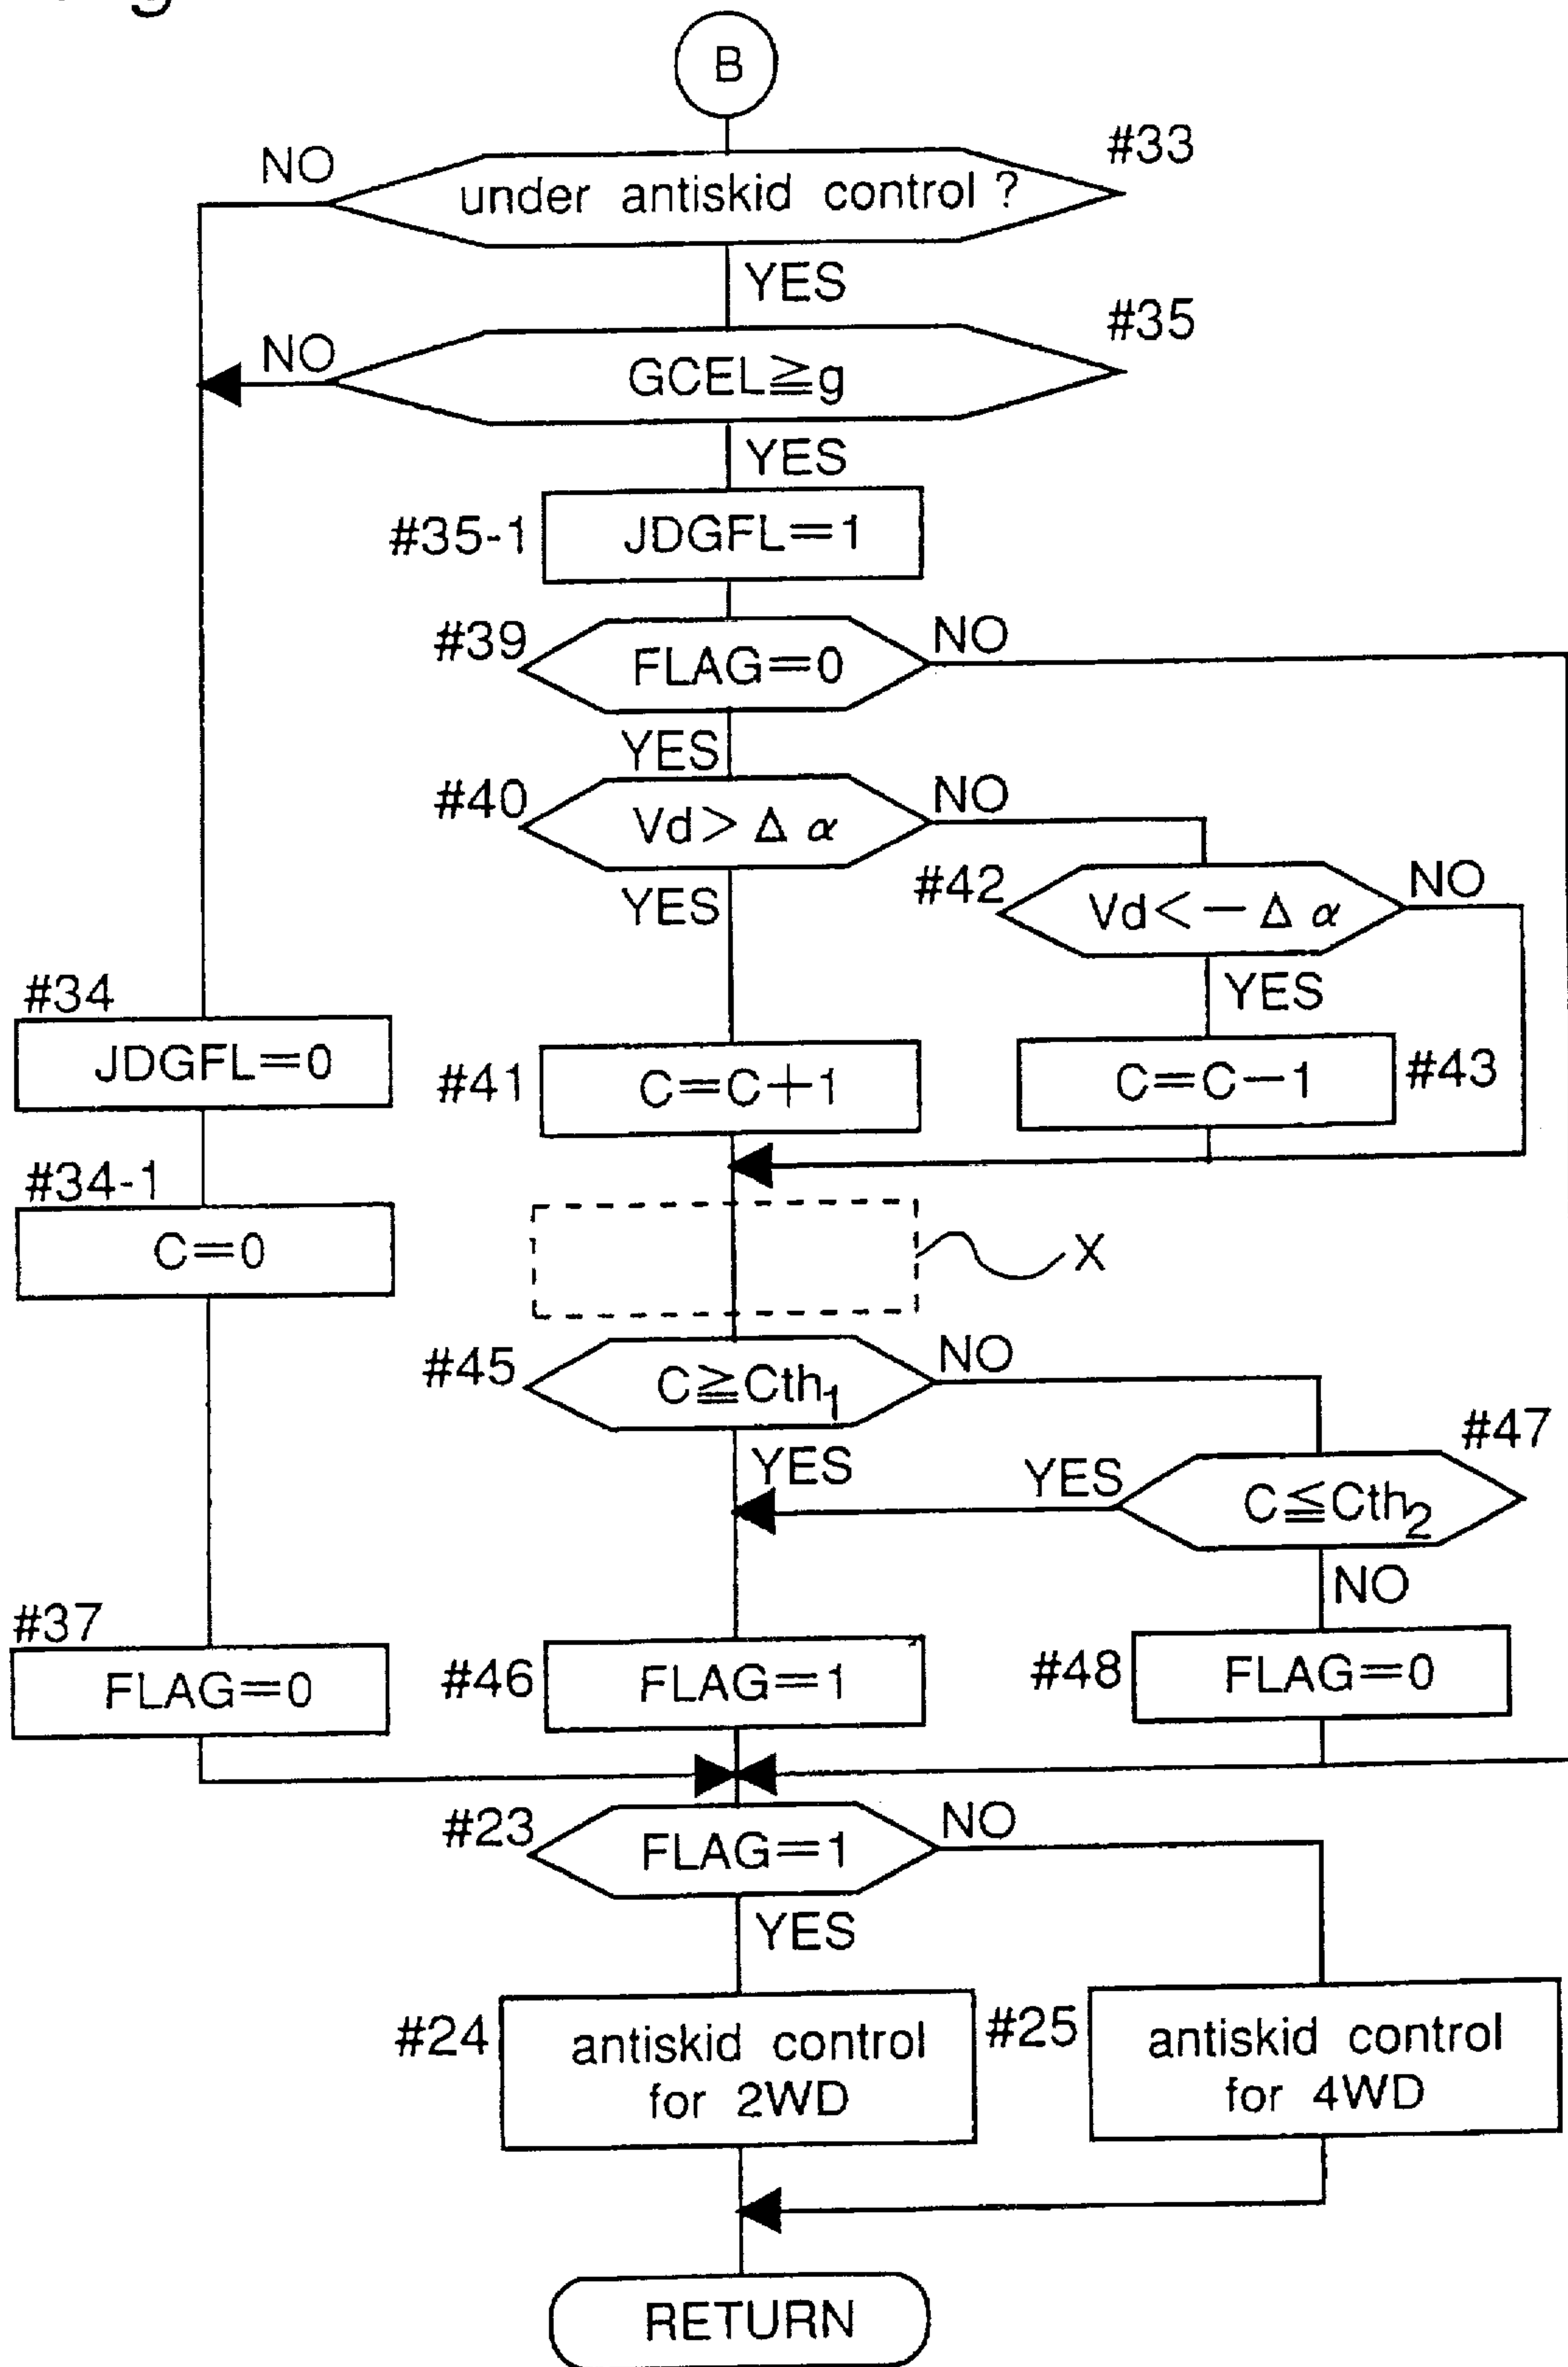 B
#33
NO
under antiskid control ?
YES
#35
NO
GCEL≧g
YES
#35-1
JDGFL=1
#39
FLAG=0
NO
YES
#40
Vd> Δ α
NO
YES
#42
Vd<- Δ α
NO
YES
#34
JDGFL=0
#41
C=C+1
C=C-1
#43
#34-1
C=0
X
#45
C≧Cth1
NO
YES
#47
YES
C≦Cth2
NO
#37
FLAG=0
#46
FLAG=1
#48
FLAG=0
#23
FLAG=1
NO
YES
#24
antiskid control
for 2WD
#25
antiskid control
for 4WD
RETURN